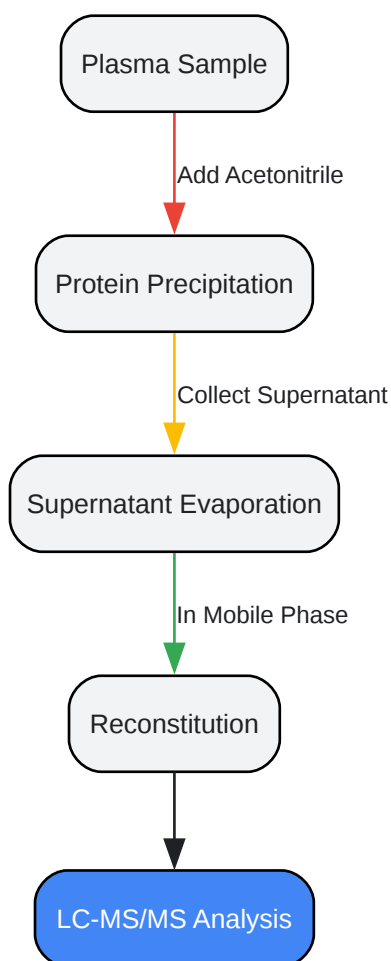 Plasma Sample
Add Acetonitrile
Protein Precipitation
Collect Supernatant
Supernatant Evaporation
In Mobile Phase
Reconstitution
LC-MS/MS Analysis